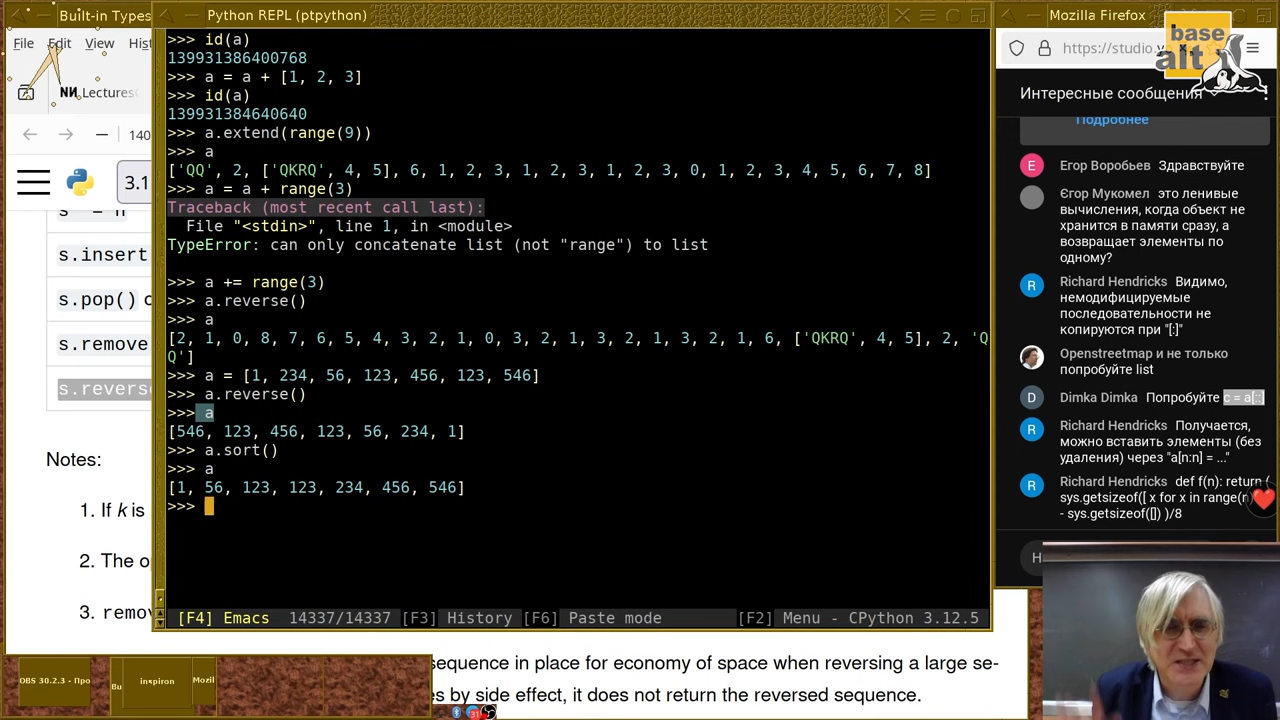 Built-in Types
File Edit View His
Lectures
140
3.1
s.insert
s.pop()
s.remove
s.revers
Notes:
1. If k is
2. The o
3. remov
sequence in place for economy of space when reversing a large se-
es by side effect, it does not return the reversed sequence.
Python REPL (ptpython)
>>> id(a)
139931386400768
>>> a = a + [1, 2, 3]
>>> id(a)
139931384640640
>>> a.extend(range(9))
>>> a
['QQ', 2, ['QKRQ', 4, 5], 6, 1, 2, 3, 1, 2, 3, 1, 2, 3, 0, 1, 2, 3, 4, 5, 6, 7, 8]
>>> a = a + range(3)
Traceback (most recent call last):
File "<stdin>", line 1, in <module>
TypeError: can only concatenate list (not "range") to list
>>> a += range(3)
>>> a.reverse()
>>> a
[2, 1, 0, 8, 7, 6, 5, 4, 3, 2, 1, 0, 3, 2, 1, 3, 2, 1, 3, 2, 1, 6, ['QKRQ', 4, 5], 2, 'Q
Q']
>>> a = [1, 234, 56, 123, 456, 123, 546]
>>> a.reverse()
>>> a
[546, 123, 456, 123, 56, 234, 1]
>>> a.sort()
>>> a
[1, 56, 123, 123, 234, 456, 546]
>>>
[F4] Emacs 14337/14337 [F3] History [F6] Paste mode [F2] Menu - CPython 3.12.5
Mozilla Firefox
base
alt
https://studio.y
Интересные сообщения
Подробнее
Егор Воробьев Здравствуйте
Єгор Мукомел это ленивые
вычисления, когда объект не
хранится в памяти сразу, а
возвращает элементы по
одному?
Richard Hendricks Видимо,
немодифицируемые
последовательности не
копируются при "[:]"
Openstreetmap и не только
попробуйте list
Dimka Dimka Попробуйте c = a[::]
Richard Hendricks Получается,
можно вставить элементы (без
удаления) через "a[n:n] = ..."
Richard Hendricks def f(n): return (
sys.getsizeof([ x for x in range(n)
- sys.getsizeof([]) )/8
Н
DBS 30.2.3 - Про
Bu
inspiron
Mozil
31